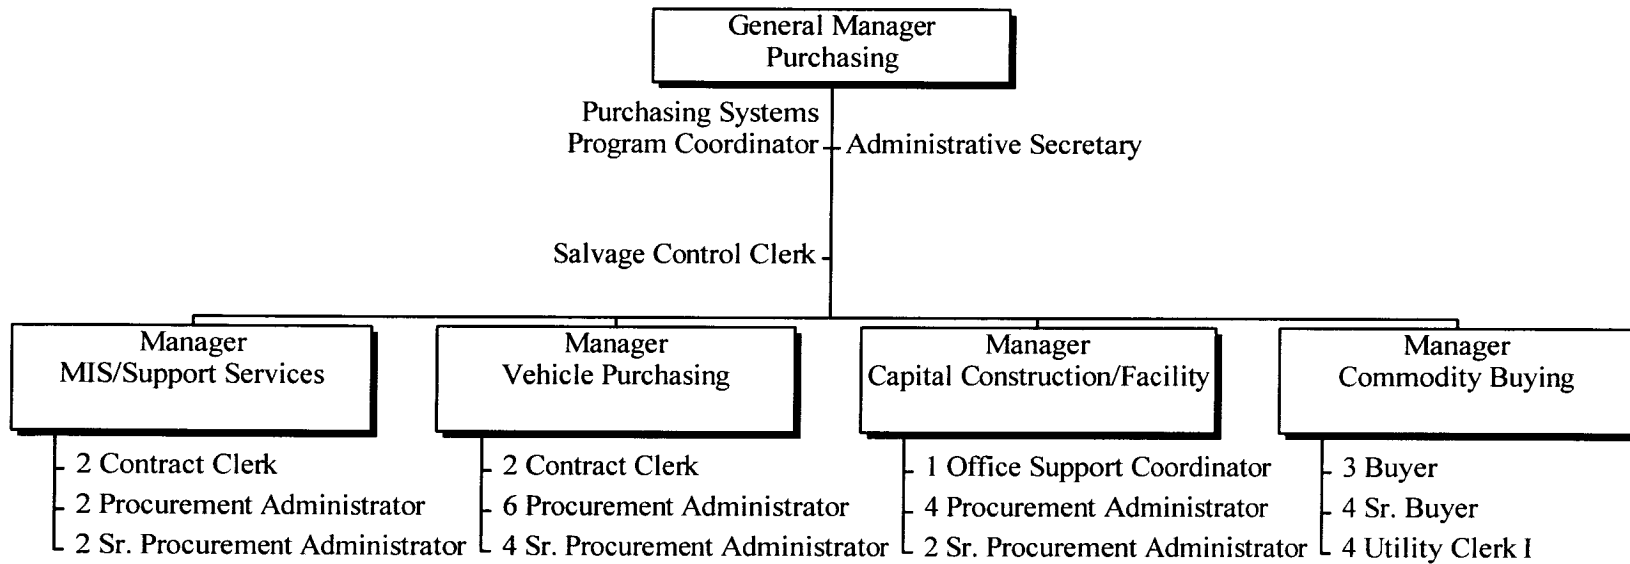 General Manager
Purchasing
Purchasing Systems
Program Coordinator
Administrative Secretary
Salvage Control Clerk
Manager
MIS/Support Services
Manager
Vehicle Purchasing
Manager
Capital Construction/Facility
Manager
Commodity Buying
2 Contract Clerk
2 Procurement Administrator
2 Sr. Procurement Administrator
2 Contract Clerk
6 Procurement Administrator
4 Sr. Procurement Administrator
1 Office Support Coordinator
4 Procurement Administrator
2 Sr. Procurement Administrator
3 Buyer
4 Sr. Buyer
4 Utility Clerk I